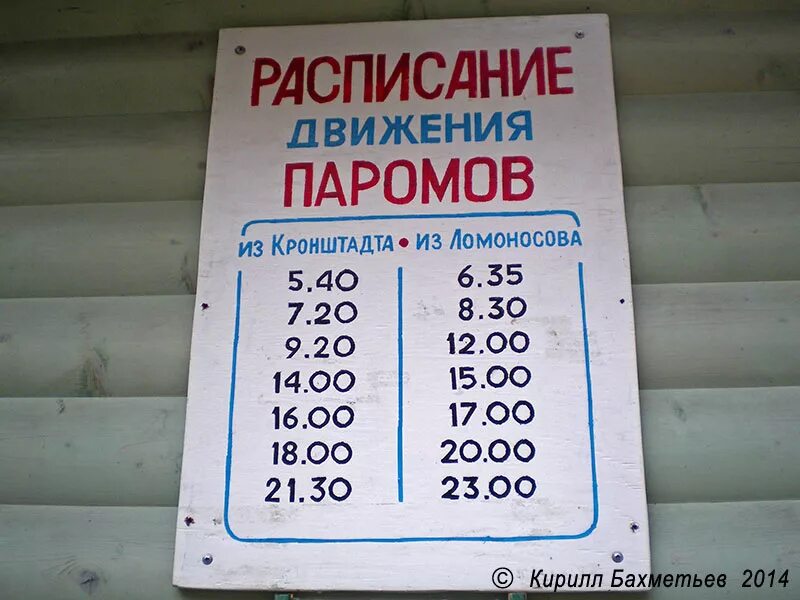 РАСПИСАНИЕ
ДВИЖЕНИЯ
ПАРОМОВ
из Кронштадта • из Ломоносова
5.40 6.35
7.20 8.30
9.20 12.00
14.00 15.00
16.00 17.00
18.00 20.00
21.30 23.00
© Кирилл Бахметьев 2014